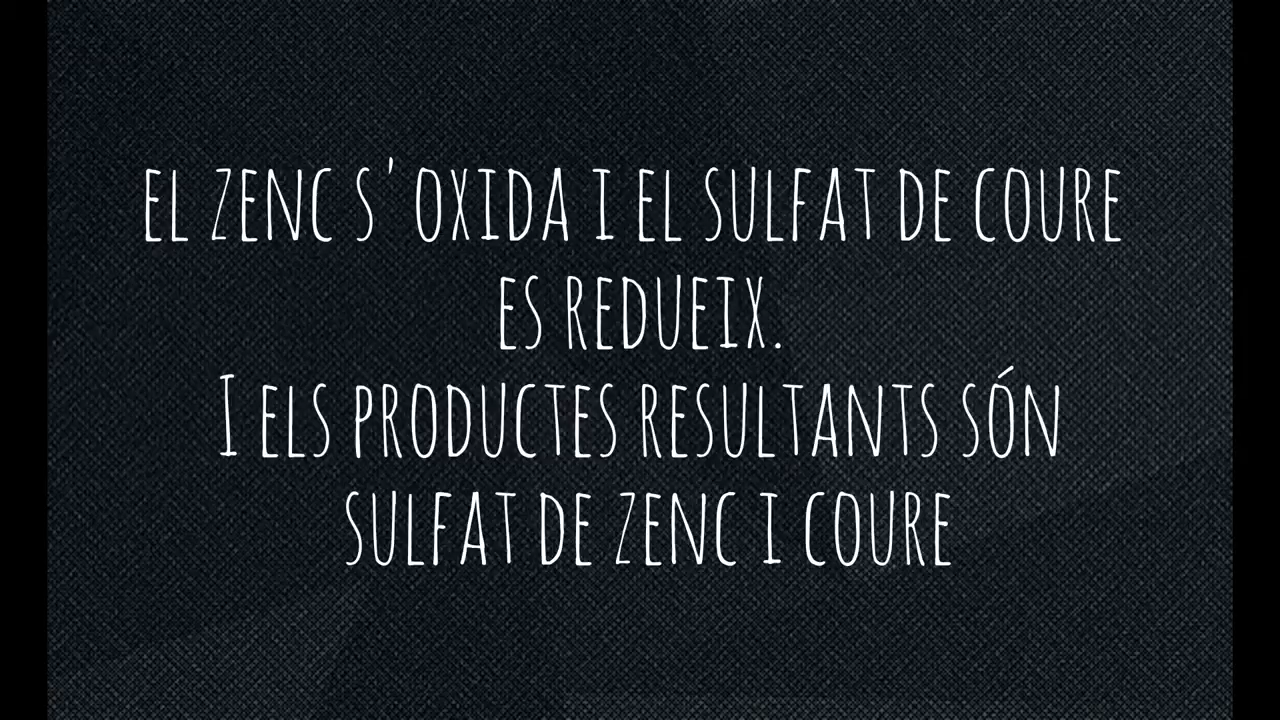 EL ZENC S'OXIDA I EL SULFAT DE COURE
ES REDUEIX.
I ELS PRODUCTES RESULTANTS SÓN
SULFAT DE ZENC I COURE